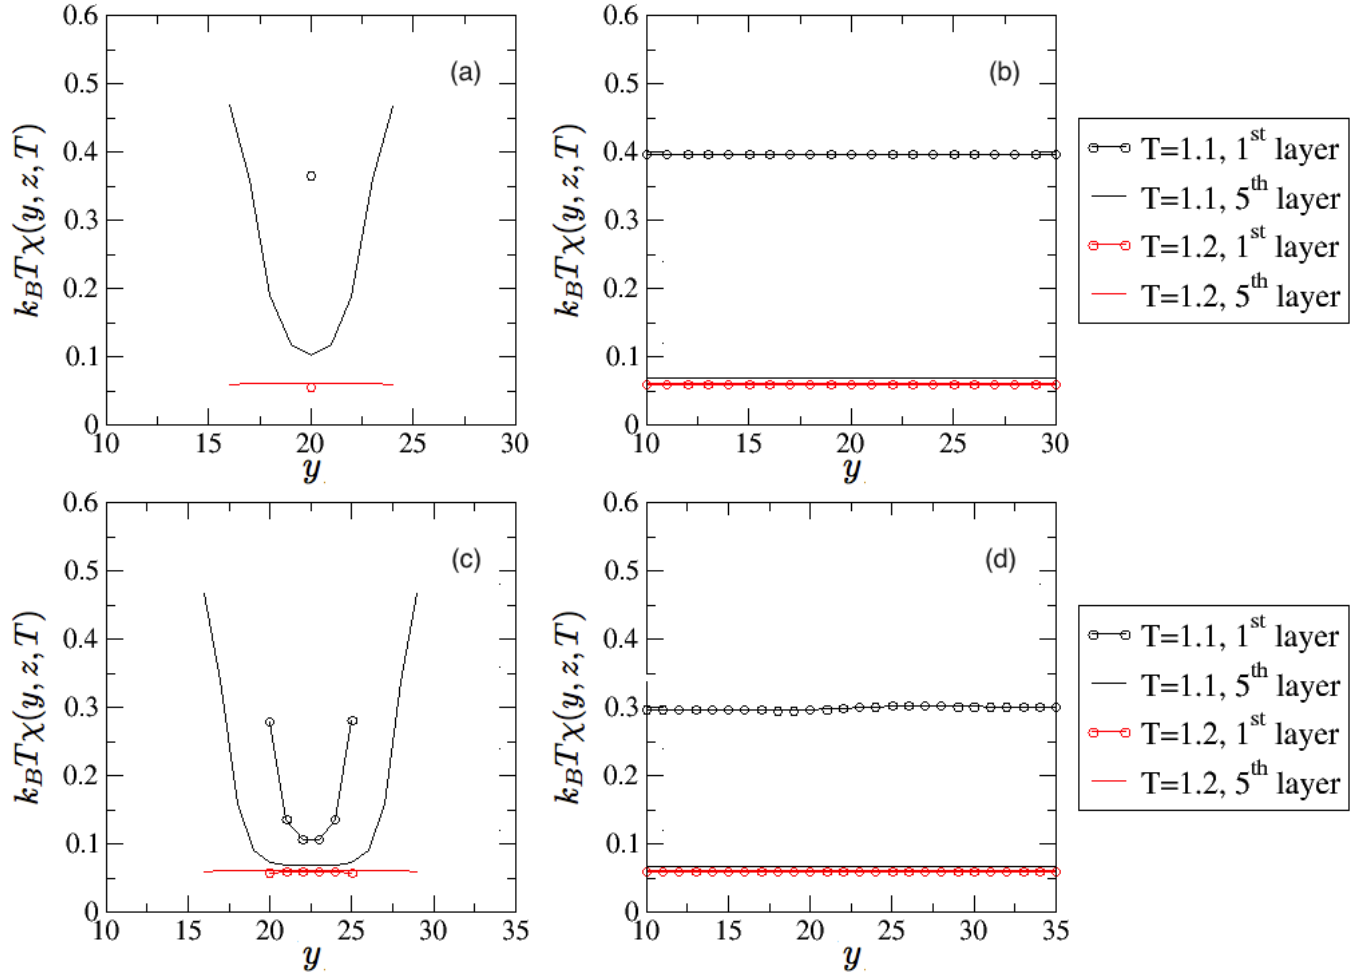 0.6
0.5
0.4
0.3
0.2
0.1
0
(a)
10 15 20 25 30
y
k_B T χ(y, z, T)
0.6
0.5
0.4
0.3
0.2
0.1
0
(b)
10 15 20 25 30
y
k_B T χ(y, z, T)
T=1.1, 1st layer
T=1.1, 5th layer
T=1.2, 1st layer
T=1.2, 5th layer
0.6
0.5
0.4
0.3
0.2
0.1
0
(c)
10 15 20 25 30 35
y
k_B T χ(y, z, T)
0.6
0.5
0.4
0.3
0.2
0.1
0
(d)
10 15 20 25 30 35
y
k_B T χ(y, z, T)
T=1.1, 1st layer
T=1.1, 5th layer
T=1.2, 1st layer
T=1.2, 5th layer